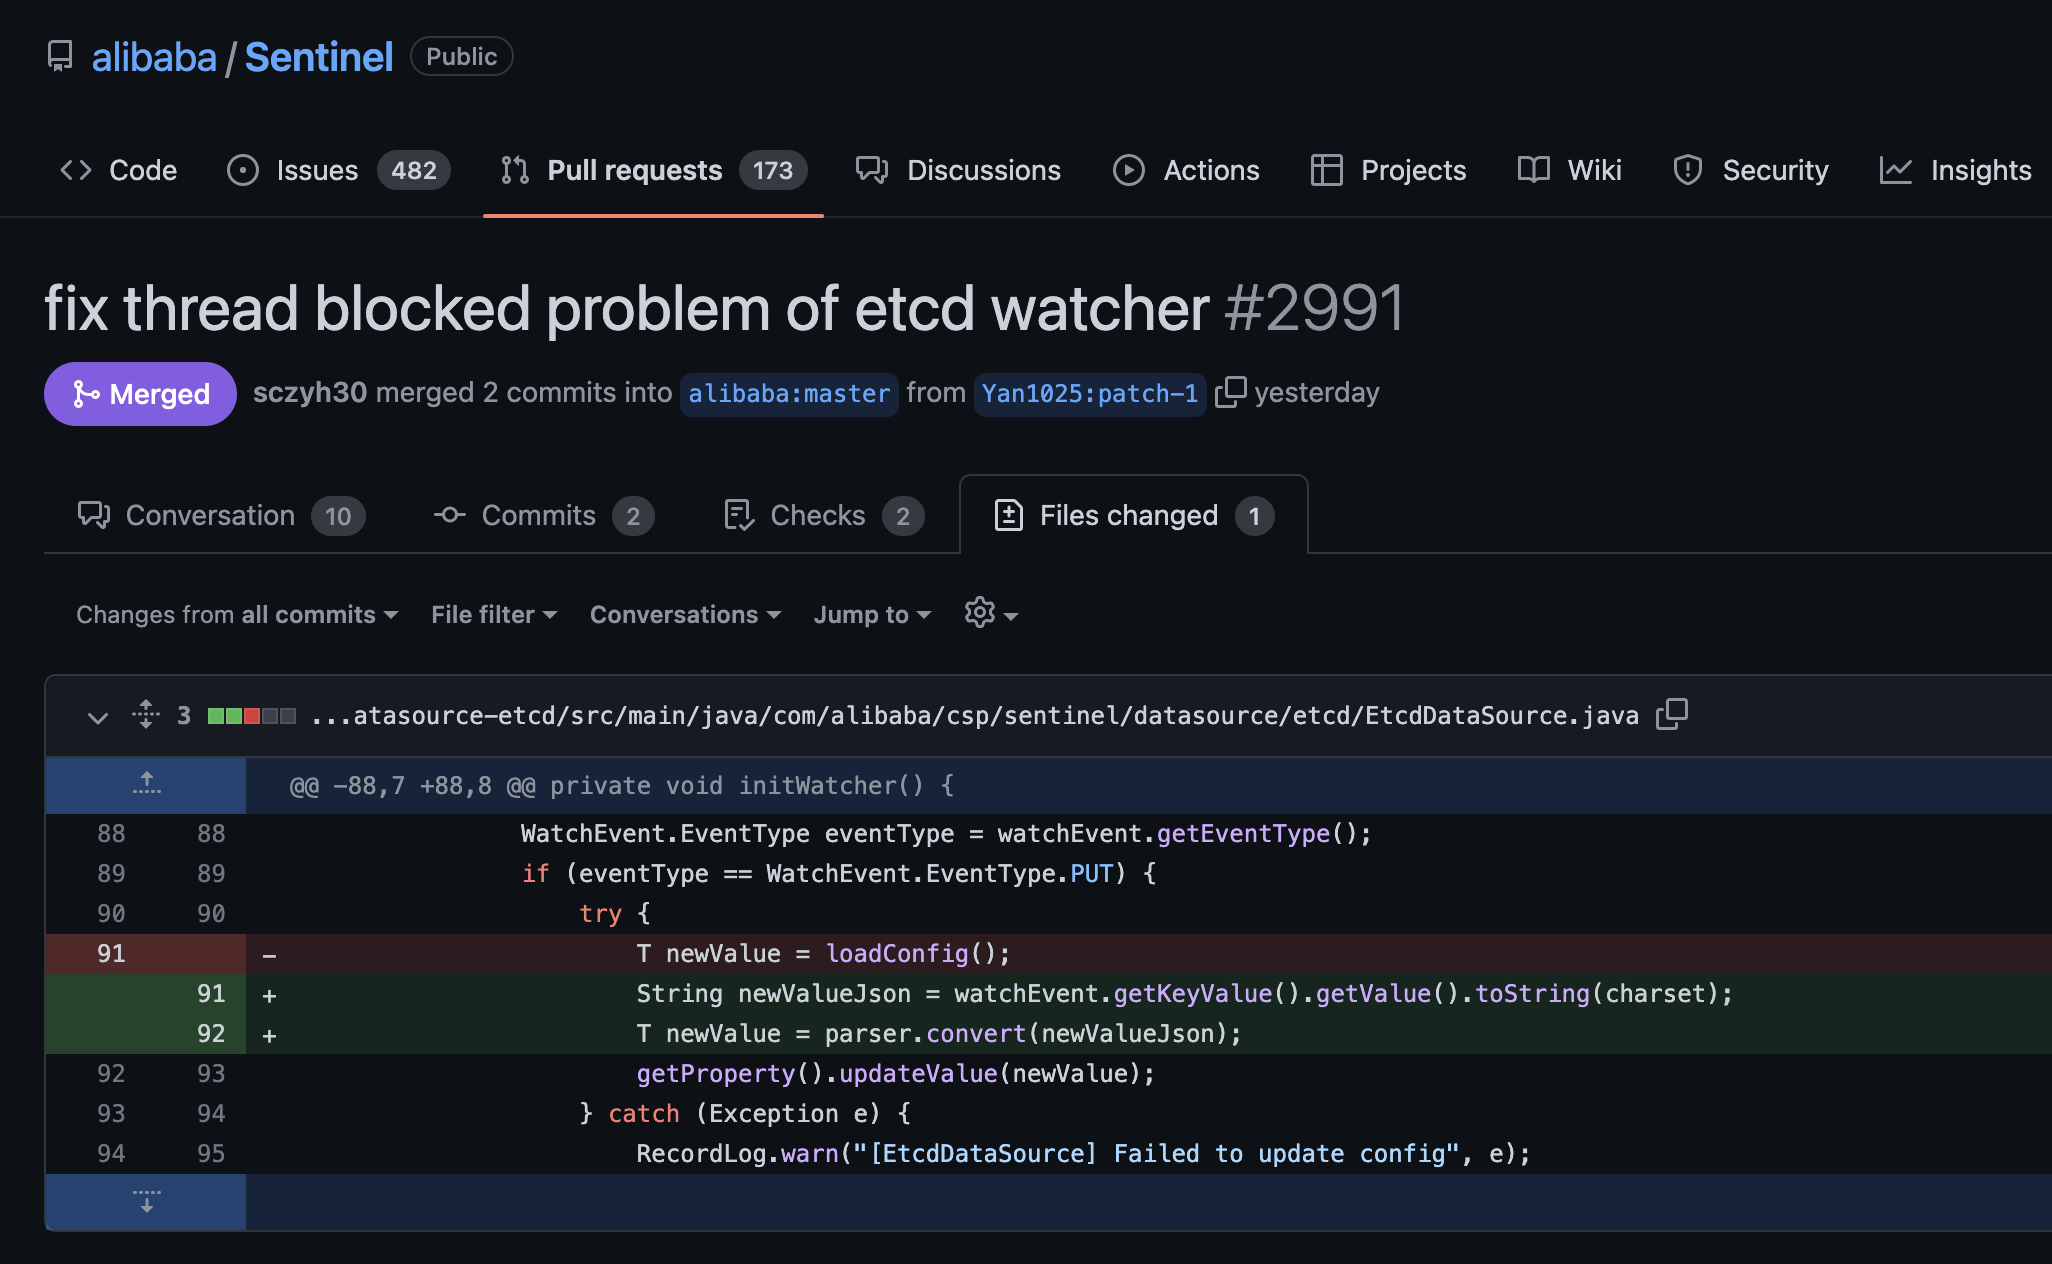 alibaba / Sentinel Public
Code Issues 482 Pull requests 173 Discussions Actions Projects Wiki Security Insights
fix thread blocked problem of etcd watcher #2991
Merged sczyh30 merged 2 commits into alibaba:master from Yan1025:patch-1 yesterday
Conversation 10 Commits 2 Checks 2 Files changed 1
Changes from all commits File filter Conversations Jump to
3 ...atasource-etcd/src/main/java/com/alibaba/csp/sentinel/datasource/etcd/EtcdDataSource.java
@@ -88,7 +88,8 @@ private void initWatcher() {
88 88 WatchEvent.EventType eventType = watchEvent.getEventType();
89 89 if (eventType == WatchEvent.EventType.PUT) {
90 90 try {
91 - T newValue = loadConfig();
91 + String newValueJson = watchEvent.getKeyValue().getValue().toString(charset);
92 + T newValue = parser.convert(newValueJson);
92 93 getProperty().updateValue(newValue);
93 94 } catch (Exception e) {
94 95 RecordLog.warn("[EtcdDataSource] Failed to update config", e);